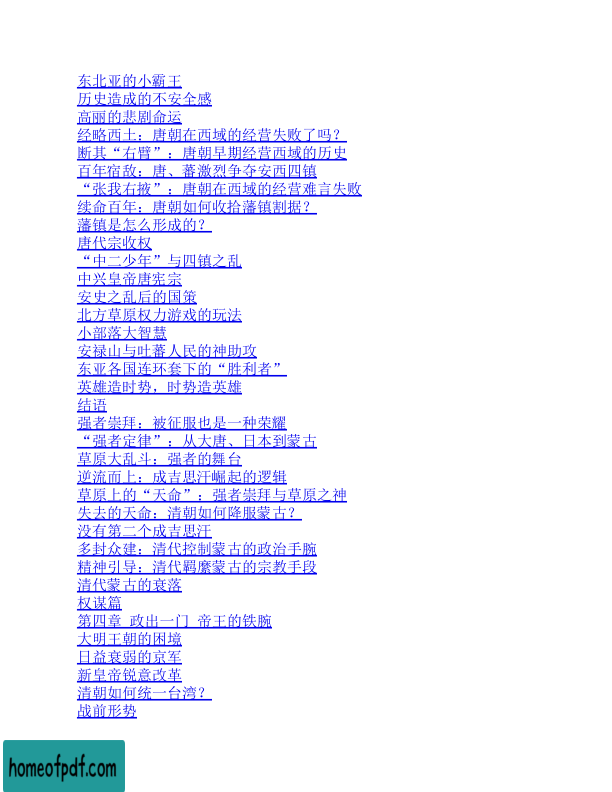 东北亚的小霸王
历史造成的不安全感
高丽的悲剧命运
经略西土：唐朝在西域的经营失败了吗？
断其“右臂”：唐朝早期经营西域的历史
百年宿敌：唐、蕃激烈争夺安西四镇
“张我右掖”：唐朝在西域的经营难言失败
续命百年：唐朝如何收拾藩镇割据？
藩镇是怎么形成的？
唐代宗收权
“中二少年”与四镇之乱
中兴皇帝唐宪宗
安史之乱后的国策
北方草原权力游戏的玩法
小部落大智慧
安禄山与吐蕃人民的神助攻
东亚各国连环套下的“胜利者”
英雄造时势，时势造英雄
结语
强者崇拜：被征服也是一种荣耀
“强者定律”：从大唐、日本到蒙古
草原大乱斗：强者的舞台
逆流而上：成吉思汗崛起的逻辑
草原上的“天命”：强者崇拜与草原之神
失去的天命：清朝如何降服蒙古？
没有第二个成吉思汗
多封众建：清代控制蒙古的政治手腕
精神引导：清代羁縻蒙古的宗教手段
清代蒙古的衰落
权谋篇
第四章 政出一门 帝王的铁腕
大明王朝的困境
日益衰弱的京军
新皇帝锐意改革
清朝如何统一台湾？
战前形势
homeofpdf.com